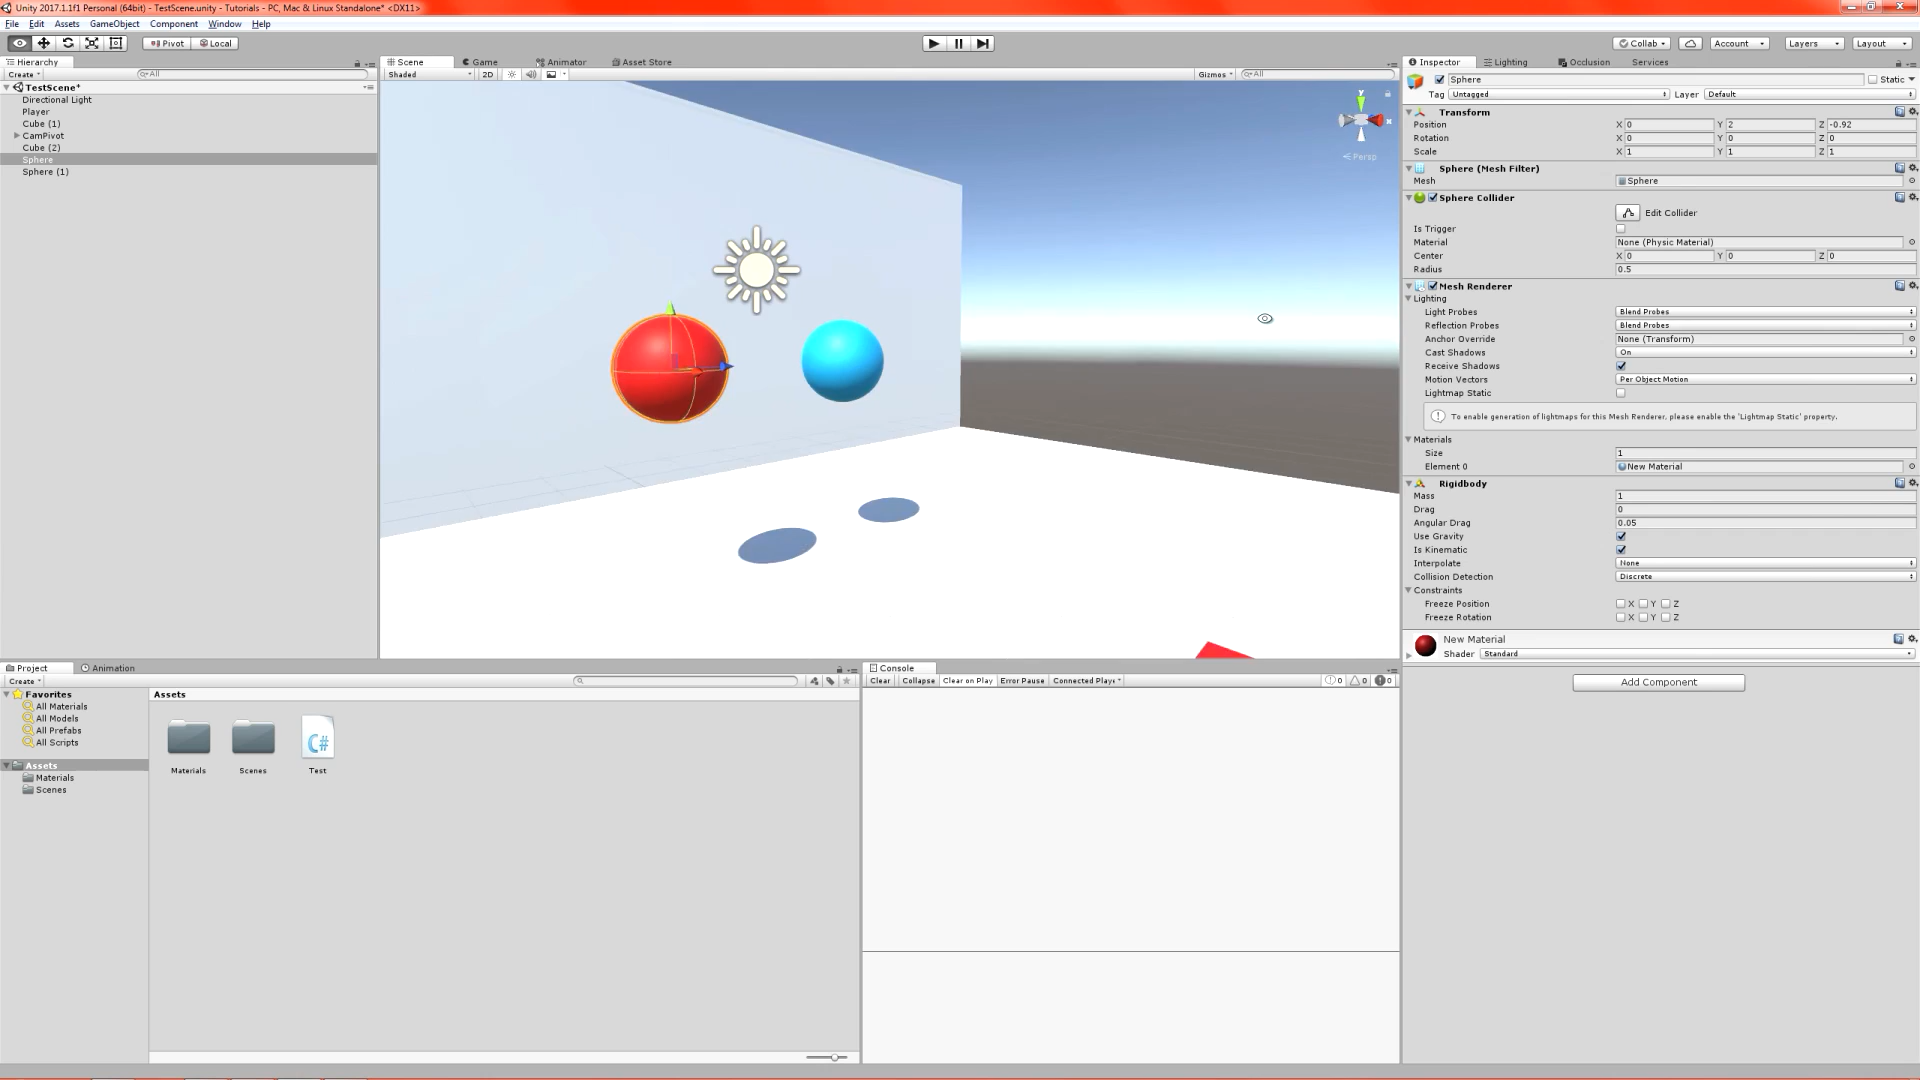 Unity 2017.1.1f1 Personal (64bit) - TestScene.unity - Tutorials - PC, Mac & Linux Standalone* <DX11>
File Edit Assets GameObject Component Window Help
Pivot Local Collab Account Layers Layout
Hierarchy
Create All
TestScene*
Directional Light
Player
Cube (1)
CamPivot
Cube (2)
Sphere
Sphere (1)
Scene Game Animator Asset Store
Shaded 2D Gizmos All
y
x
Persp
Inspector Lighting Occlusion Services
Sphere Static
Tag Untagged Layer Default
Transform
Position X 0 Y 2 Z -0.92
Rotation X 0 Y 0 Z 0
Scale X 1 Y 1 Z 1
Sphere (Mesh Filter)
Mesh Sphere
Sphere Collider
Edit Collider
Is Trigger
Material None (Physic Material)
Center X 0 Y 0 Z 0
Radius 0.5
Mesh Renderer
Lighting
Light Probes Blend Probes
Reflection Probes Blend Probes
Anchor Override None (Transform)
Cast Shadows On
Receive Shadows
Motion Vectors Per Object Motion
Lightmap Static
To enable generation of lightmaps for this Mesh Renderer, please enable the 'Lightmap Static' property.
Materials
Size 1
Element 0 New Material
Rigidbody
Mass 1
Drag 0
Angular Drag 0.05
Use Gravity
Is Kinematic
Interpolate None
Collision Detection Discrete
Constraints
Freeze Position X Y Z
Freeze Rotation X Y Z
New Material
Shader Standard
Add Component
Project Animation
Create
Favorites
All Materials
All Models
All Prefabs
All Scripts
Assets
Materials
Scenes
Assets
C#
Materials Scenes Test
Console
Clear Collapse Clear on Play Error Pause Connected Playe 0 0 0